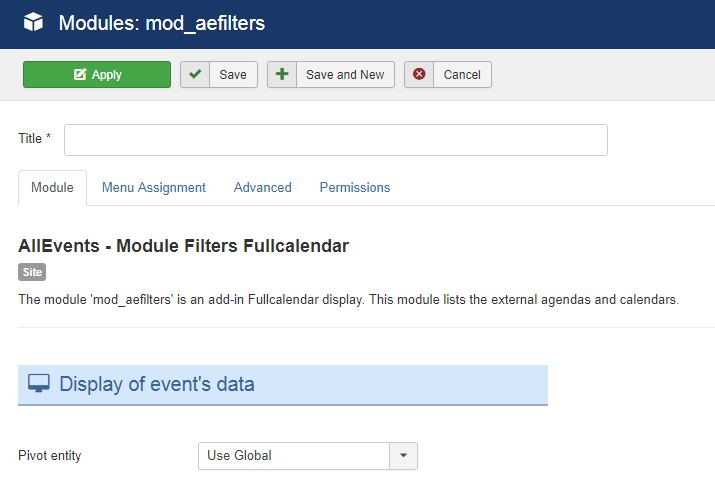 Modules: mod_aefilters
Apply Save Save and New Cancel
Title *
Module Menu Assignment Advanced Permissions
AllEvents - Module Filters Fullcalendar
Site
The module 'mod_aefilters' is an add-in Fullcalendar display. This module lists the external agendas and calendars.
Display of event's data
Pivot entity Use Global